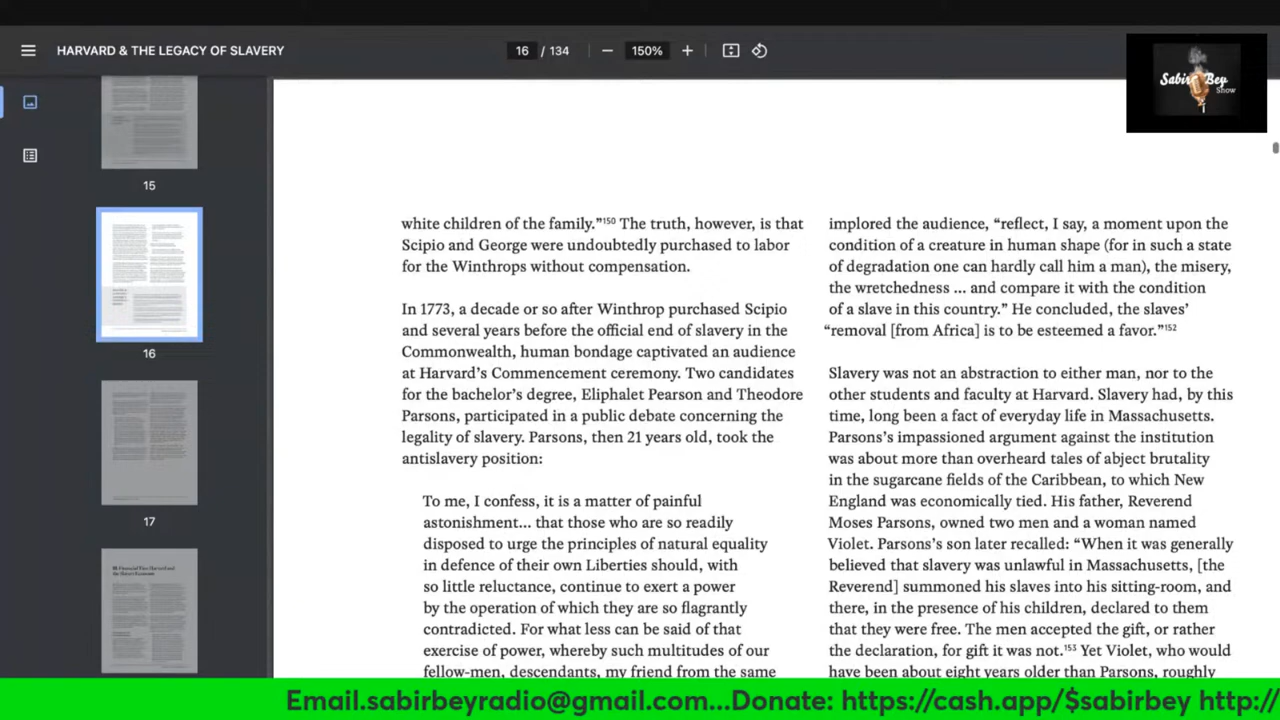 HARVARD & THE LEGACY OF SLAVERY
16 / 134
150%
Sabir Bey
Show
15
16
17
white children of the family.”150 The truth, however, is that
Scipio and George were undoubtedly purchased to labor
for the Winthrops without compensation.
In 1773, a decade or so after Winthrop purchased Scipio
and several years before the official end of slavery in the
Commonwealth, human bondage captivated an audience
at Harvard’s Commencement ceremony. Two candidates
for the bachelor’s degree, Eliphalet Pearson and Theodore
Parsons, participated in a public debate concerning the
legality of slavery. Parsons, then 21 years old, took the
antislavery position:
To me, I confess, it is a matter of painful
astonishment... that those who are so readily
disposed to urge the principles of natural equality
in defence of their own Liberties should, with
so little reluctance, continue to exert a power
by the operation of which they are so flagrantly
contradicted. For what less can be said of that
exercise of power, whereby such multitudes of our
fellow-men, descendants, my friend from the same
implored the audience, “reflect, I say, a moment upon the
condition of a creature in human shape (for in such a state
of degradation one can hardly call him a man), the misery,
the wretchedness ... and compare it with the condition
of a slave in this country.” He concluded, the slaves’
“removal [from Africa] is to be esteemed a favor.”152
Slavery was not an abstraction to either man, nor to the
other students and faculty at Harvard. Slavery had, by this
time, long been a fact of everyday life in Massachusetts.
Parsons’s impassioned argument against the institution
was about more than overheard tales of abject brutality
in the sugarcane fields of the Caribbean, to which New
England was economically tied. His father, Reverend
Moses Parsons, owned two men and a woman named
Violet. Parsons’s son later recalled: “When it was generally
believed that slavery was unlawful in Massachusetts, [the
Reverend] summoned his slaves into his sitting-room, and
there, in the presence of his children, declared to them
that they were free. The men accepted the gift, or rather
the declaration, for gift it was not.153 Yet Violet, who would
have been about eight years older than Parsons, roughly
Email.sabirbeyradio@gmail.com...Donate: https://cash.app/$sabirbey http://